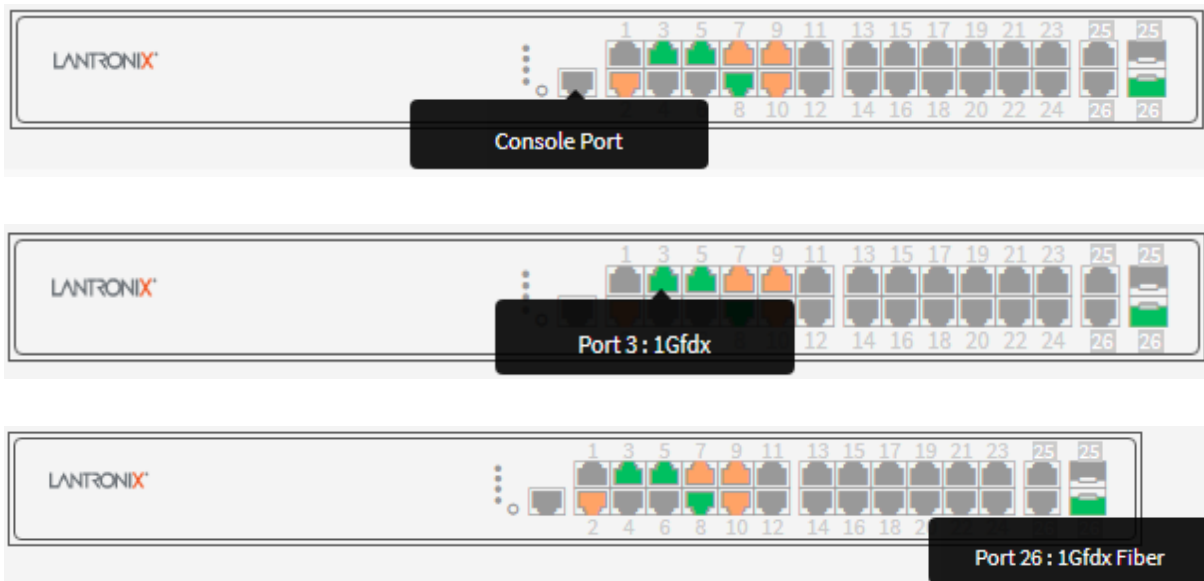 1 3 5 7 9 11 13 15 17 19 21 23 25 25
LANTRONIX
8 10 12 14 16 18 20 22 24 26 26
Console Port
1 3 5 7 9 11 13 15 17 19 21 23 25 25
LANTRONIX
12 14 16 18 20 22 24 26 26
Port 3 : 1Gfdx
1 3 5 7 9 11 13 15 17 19 21 23 25 25
LANTRONIX
2 4 6 8 10 12 14 16 18
Port 26 : 1Gfdx Fiber